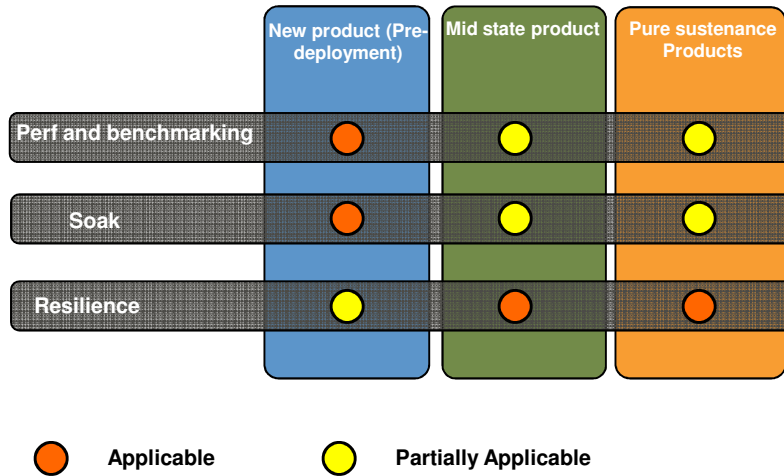 New product (Pre-
deployment)
Mid state product
Pure sustenance
Products
Perf and benchmarking
Soak
Resilience
Applicable
Partially Applicable